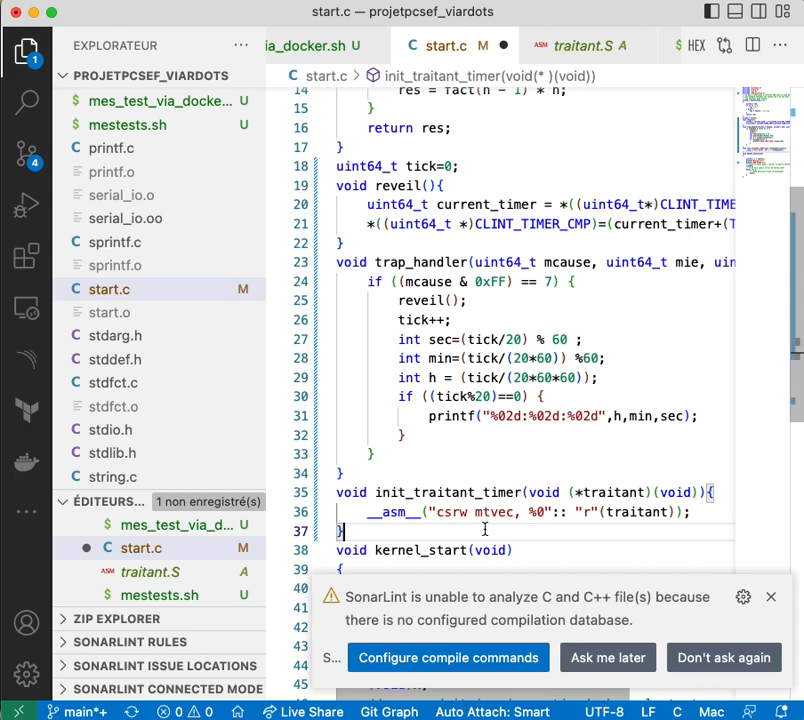 start.c — projetpcsef_viardots
EXPLORATEUR
PROJETPCSEF_VIARDOTS
mes_test_via_docke... U
mestests.sh U
printf.c
printf.o
serial_io.o
serial_io.oo
sprintf.c
sprintf.o
start.c M
start.o
stdarg.h
stddef.h
stdfct.c
stdfct.o
stdio.h
stdlib.h
string.c
ÉDITEURS... 1 non enregistré(s)
mes_test_via_d... U
start.c M
ASM traitant.S A
mestests.sh U
ZIP EXPLORER
SONARLINT RULES
SONARLINT ISSUE LOCATIONS
SONARLINT CONNECTED MODE
ia_docker.sh U
C start.c M
ASM traitant.S A
HEX
C start.c > init_traitant_timer(void(* )(void))
14 res = fact(n - 1) * n;
15 }
16 return res;
17 }
18 uint64_t tick=0;
19 void reveil(){
20 uint64_t current_timer = *((uint64_t*)CLINT_TIME
21 *((uint64_t *)CLINT_TIMER_CMP)=(current_timer+(T
22 }
23 void trap_handler(uint64_t mcause, uint64_t mie, uin
24 if ((mcause & 0xFF) == 7) {
25 reveil();
26 tick++;
27 int sec=(tick/20) % 60 ;
28 int min=(tick/(20*60)) %60;
29 int h = (tick/(20*60*60));
30 if ((tick%20)==0) {
31 printf("%02d:%02d:%02d",h,min,sec);
32 }
33 }
34 }
35 void init_traitant_timer(void (*traitant)(void)){
36 __asm__("csrw mtvec, %0":: "r"(traitant));
37 }
38 void kernel_start(void)
39 {
40
41
42
43
44
45
SonarLint is unable to analyze C and C++ file(s) because
there is no configured compilation database.
S... Configure compile commands Ask me later Don't ask again
main*+ 0 0 Live Share Git Graph Auto Attach: Smart UTF-8 LF C Mac